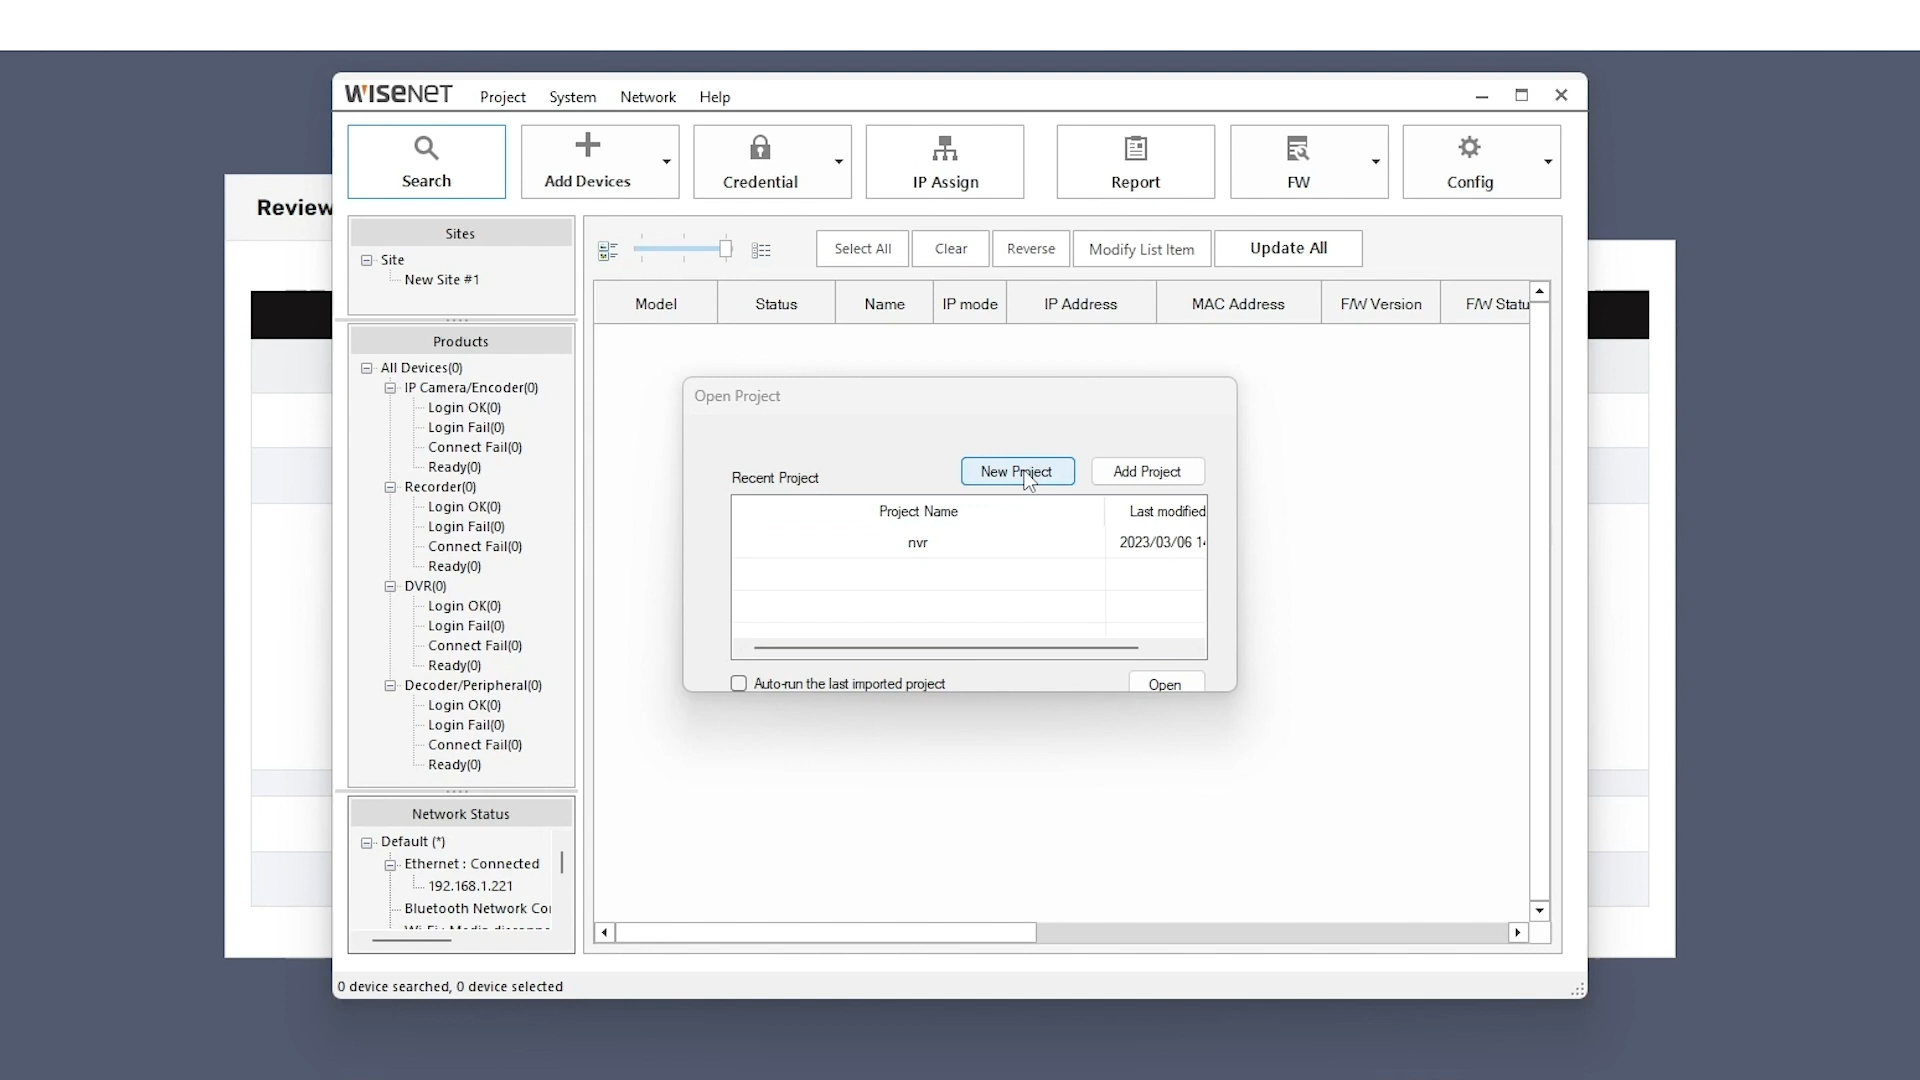 WISENET
Project System Network Help
Search
Add Devices
Credential
IP Assign
Report
FW
Config
Review
Sites
Site
New Site #1
Select All Clear Reverse Modify List Item Update All
Model Status Name IP mode IP Address MAC Address F/W Version F/W Statu
Products
All Devices(0)
IP Camera/Encoder(0)
Login OK(0)
Login Fail(0)
Connect Fail(0)
Ready(0)
Recorder(0)
Login OK(0)
Login Fail(0)
Connect Fail(0)
Ready(0)
DVR(0)
Login OK(0)
Login Fail(0)
Connect Fail(0)
Ready(0)
Decoder/Peripheral(0)
Login OK(0)
Login Fail(0)
Connect Fail(0)
Ready(0)
Open Project
Recent Project New Project Add Project
Project Name Last modified
nvr 2023/03/06 14
Auto-run the last imported project Open
Network Status
Default (*)
Ethernet : Connected
192.168.1.221
Bluetooth Network Co
0 device searched, 0 device selected